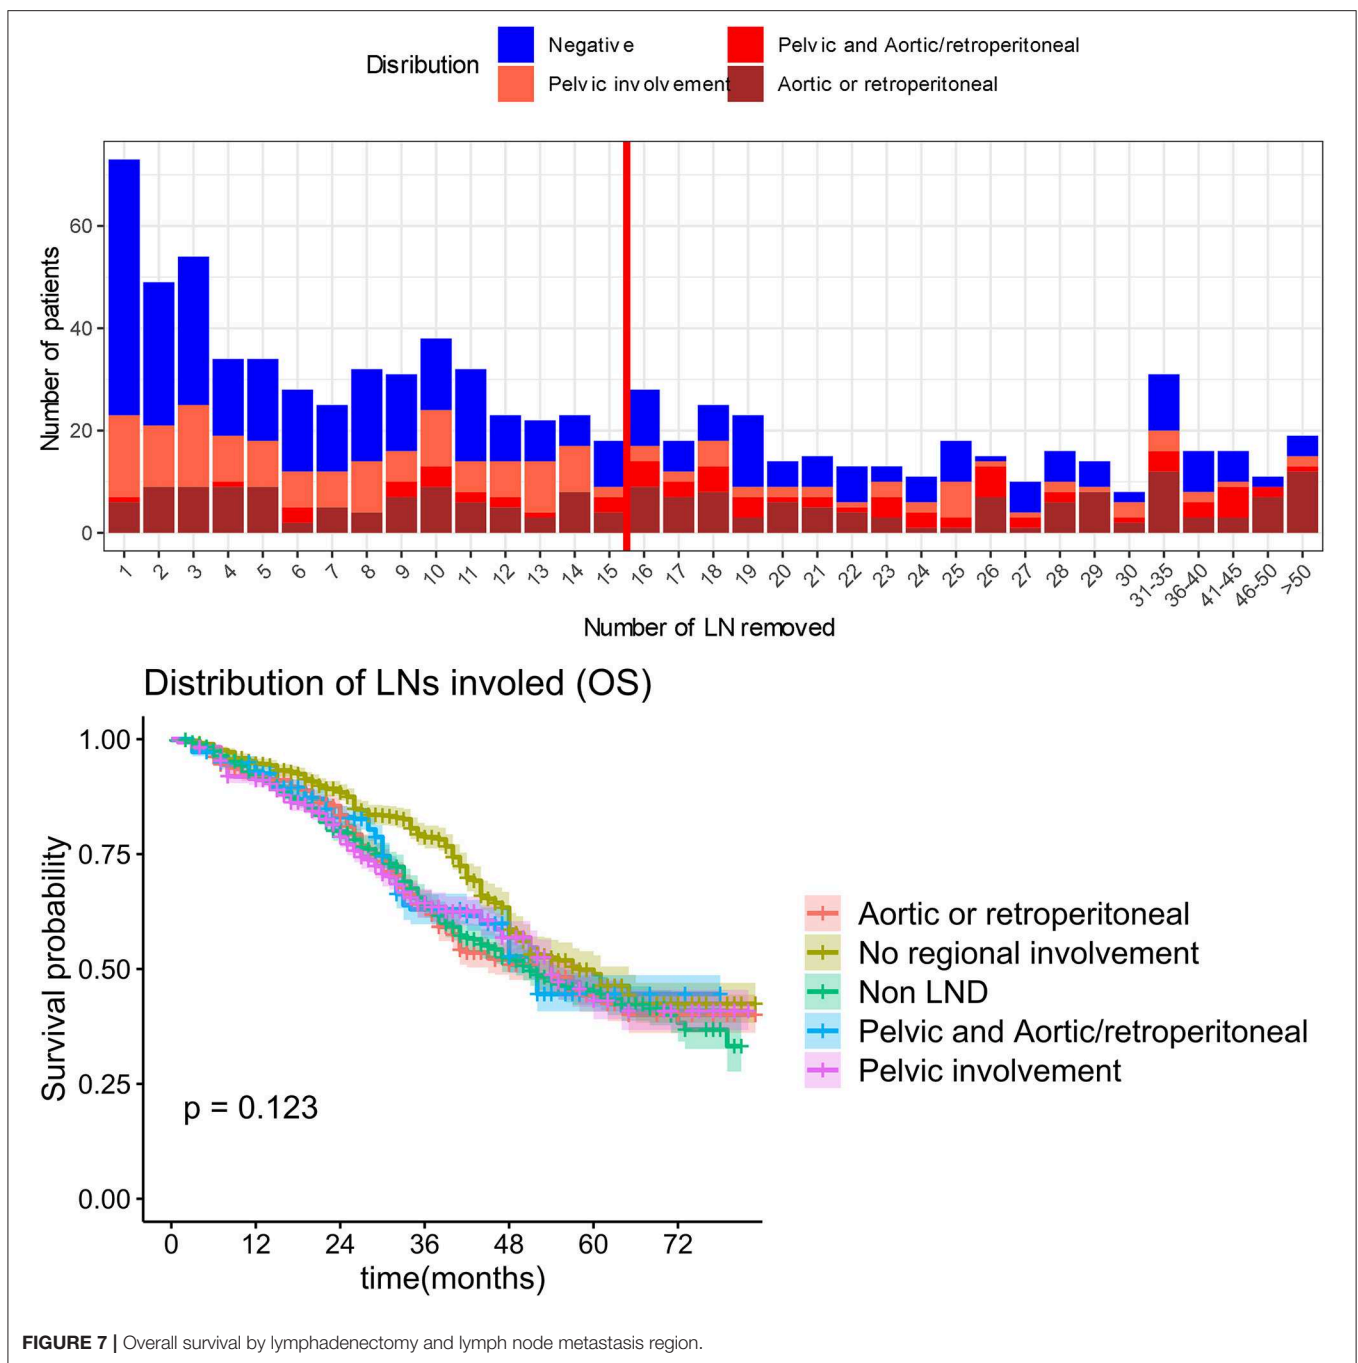 Disribution
Negative
Pelvic and Aortic/retroperitoneal
Pelvic involvement
Aortic or retroperitoneal
Number of patients
60
40
20
0
1 2 3 4 5 6 7 8 9 10 11 12 13 14 15 16 17 18 19 20 21 22 23 24 25 26 27 28 29 30 31-35 36-40 41-45 46-50 >50
Number of LN removed
Distribution of LNs involed (OS)
Survival probability
1.00
0.75
0.50
0.25
0.00
p = 0.123
0 12 24 36 48 60 72
time(months)
Aortic or retroperitoneal
No regional involvement
Non LND
Pelvic and Aortic/retroperitoneal
Pelvic involvement
FIGURE 7 | Overall survival by lymphadenectomy and lymph node metastasis region.